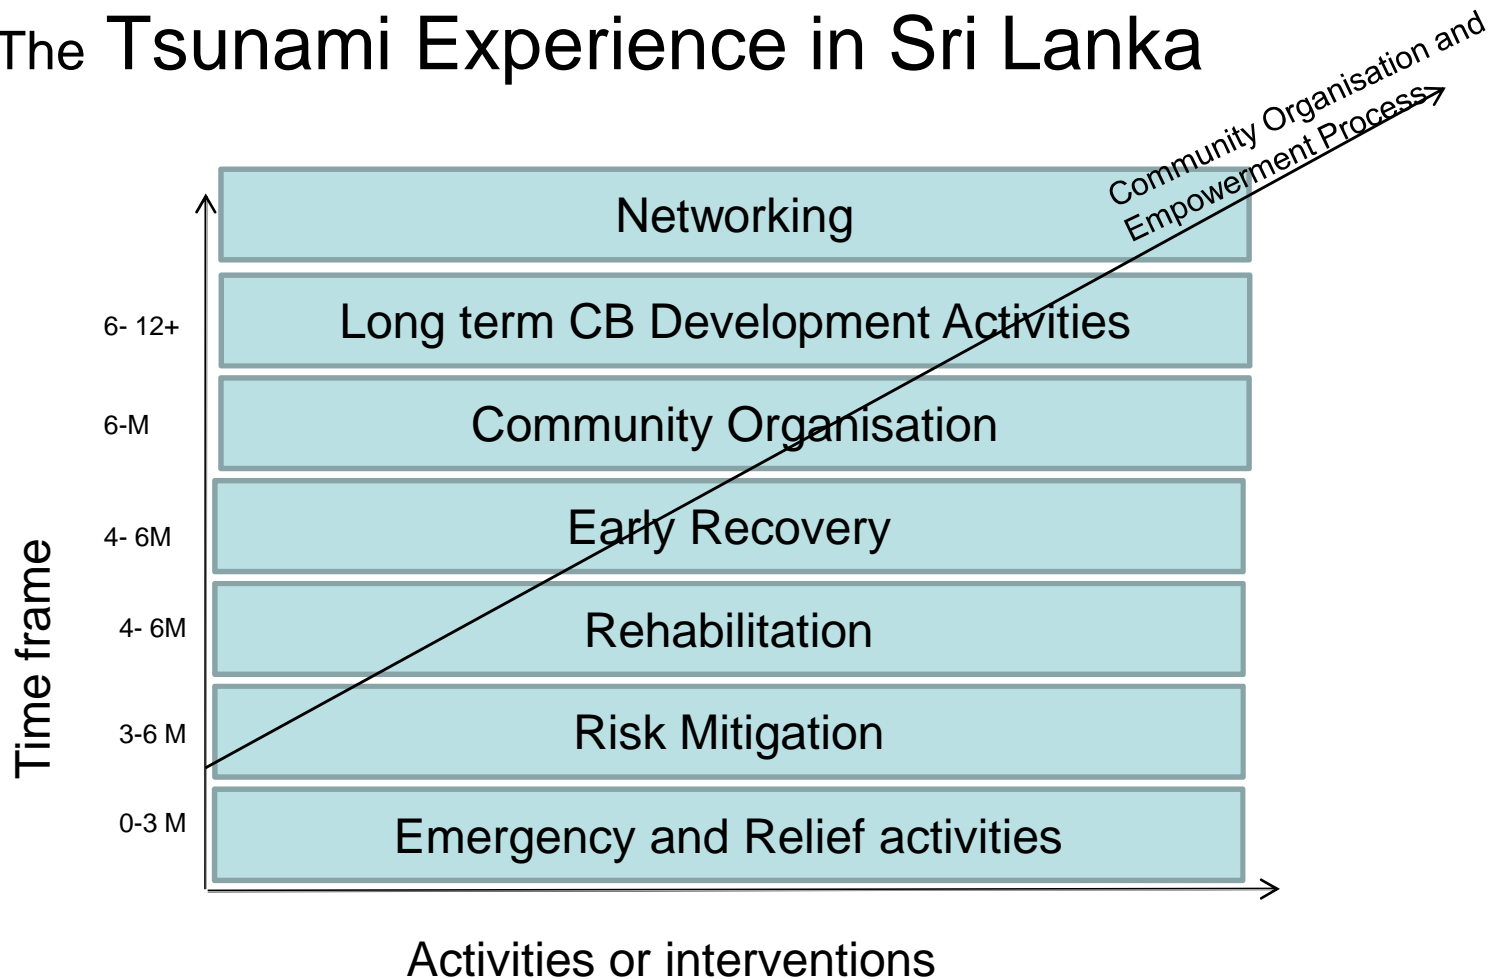 The Tsunami Experience in Sri Lanka
Community Organisation and
Empowerment Process
Networking
6- 12+
Long term CB Development Activities
6-M
Community Organisation
4- 6M
Early Recovery
4- 6M
Rehabilitation
3-6 M
Risk Mitigation
0-3 M
Emergency and Relief activities
Time frame
Activities or interventions